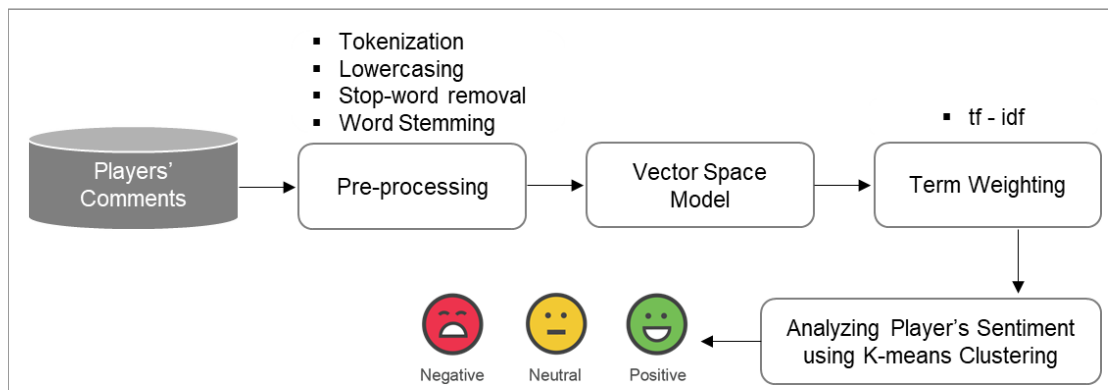 Tokenization
Lowercasing
Stop-word removal
Word Stemming
tf - idf
Players’
Comments
Pre-processing
Vector Space
Model
Term Weighting
Analyzing Player’s Sentiment
using K-means Clustering
Negative
Neutral
Positive